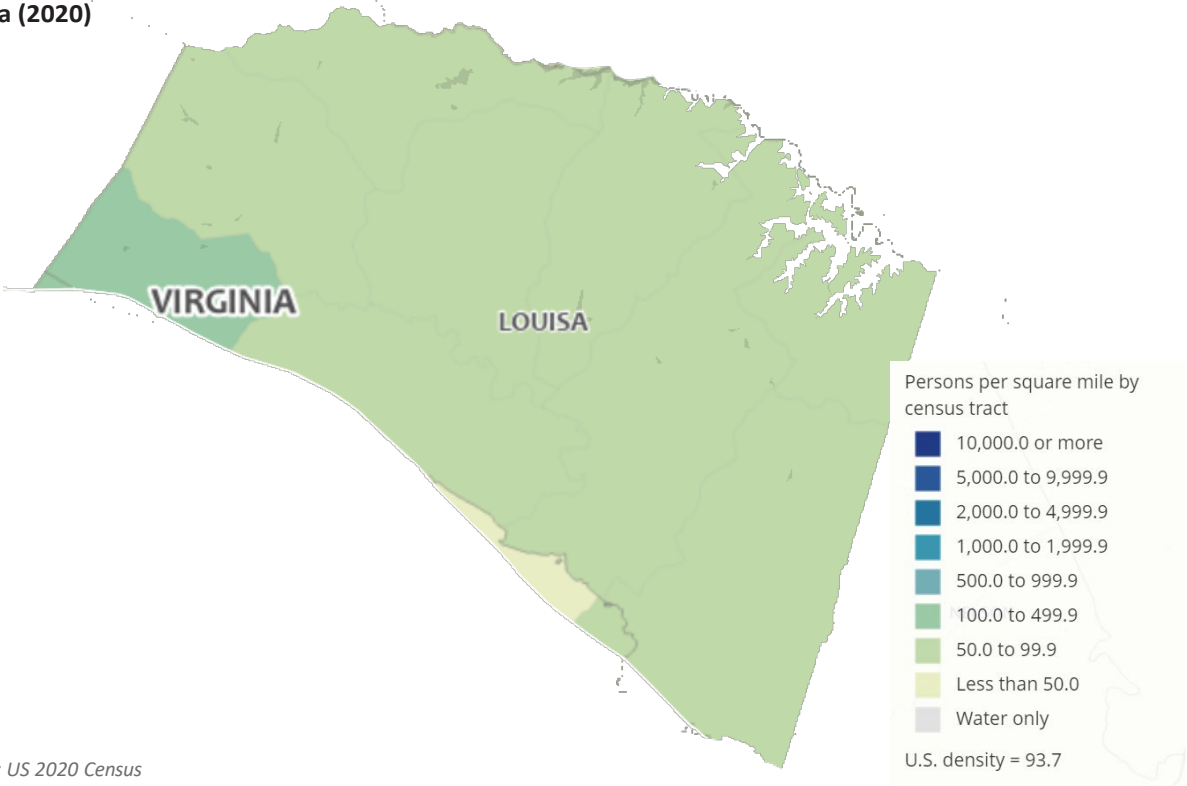 a (2020)
VIRGINIA
LOUISA
Persons per square mile by
census tract
10,000.0 or more
5,000.0 to 9,999.9
2,000.0 to 4,999.9
1,000.0 to 1,999.9
500.0 to 999.9
100.0 to 499.9
50.0 to 99.9
Less than 50.0
Water only
U.S. density = 93.7
: US 2020 Census